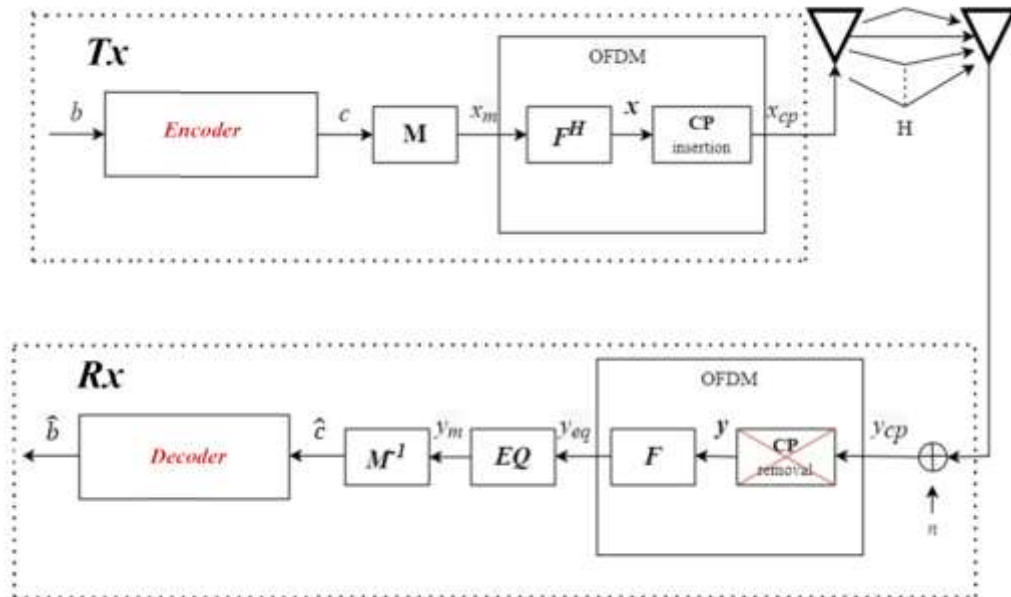 Tx
OFDM
b
Encoder
c
M
x_m
F^H
x
CP
insertion
x_cp
H
Rx
OFDM
b̂
Decoder
ĉ
M^-1
y_m
EQ
y_eq
F
y
CP
removal
y_cp
n